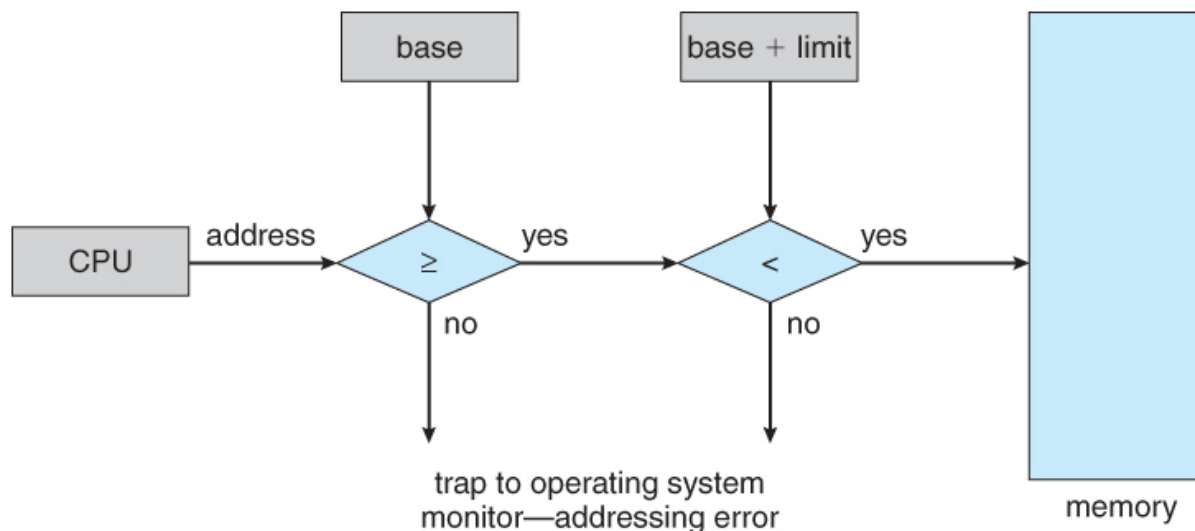 base
base + limit
address
yes
yes
CPU
≥
<
no
no
trap to operating system
monitor—addressing error
memory